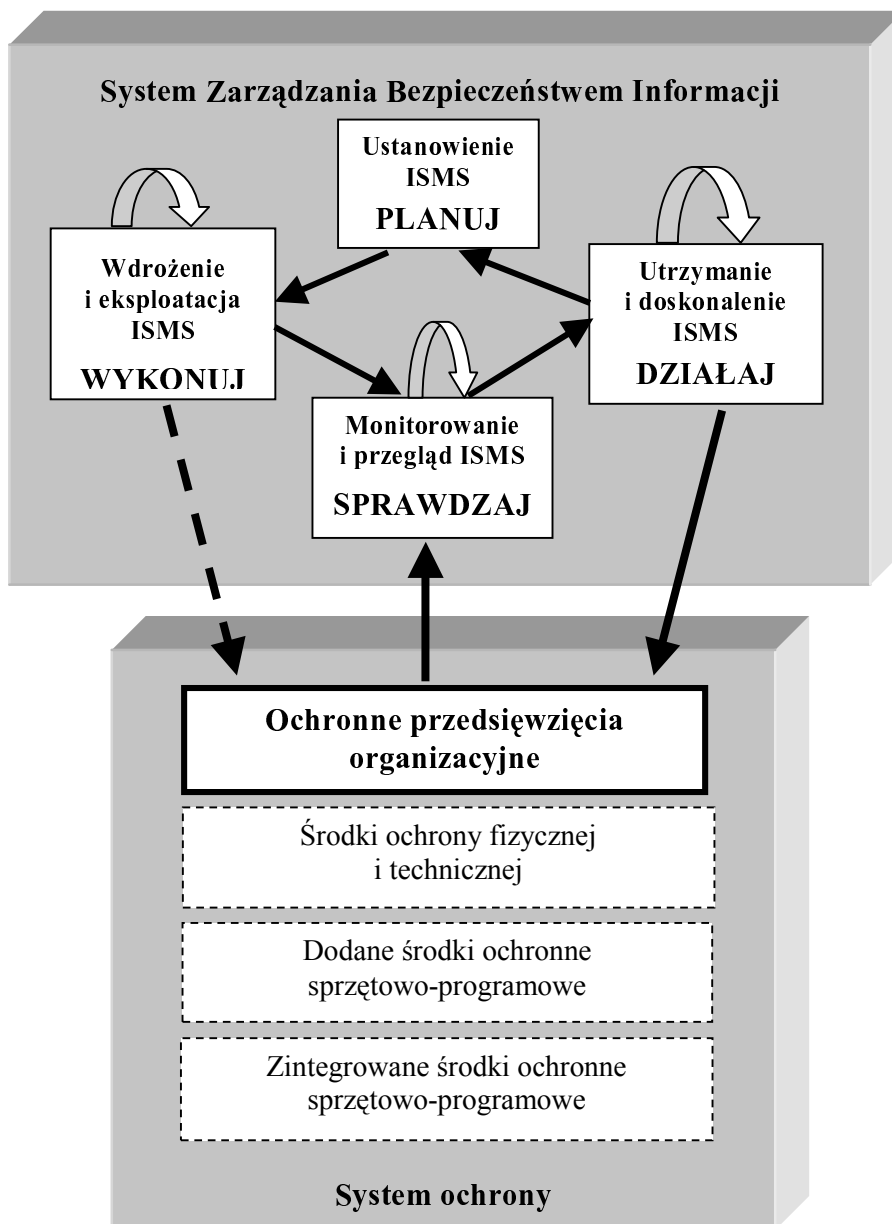 System Zarządzania Bezpieczeństwem Informacji
Ustanowienie
ISMS
PLANUJ
Wdrożenie
i eksploatacja
ISMS
WYKONUJ
Utrzymanie
i doskonalenie
ISMS
DZIAŁAJ
Monitorowanie
i przegląd ISMS
SPRAWDZAJ
Ochronne przedsięwzięcia
organizacyjne
Środki ochrony fizycznej
i technicznej
Dodane środki ochronne
sprzętowo-programowe
Zintegrowane środki ochronne
sprzętowo-programowe
System ochrony